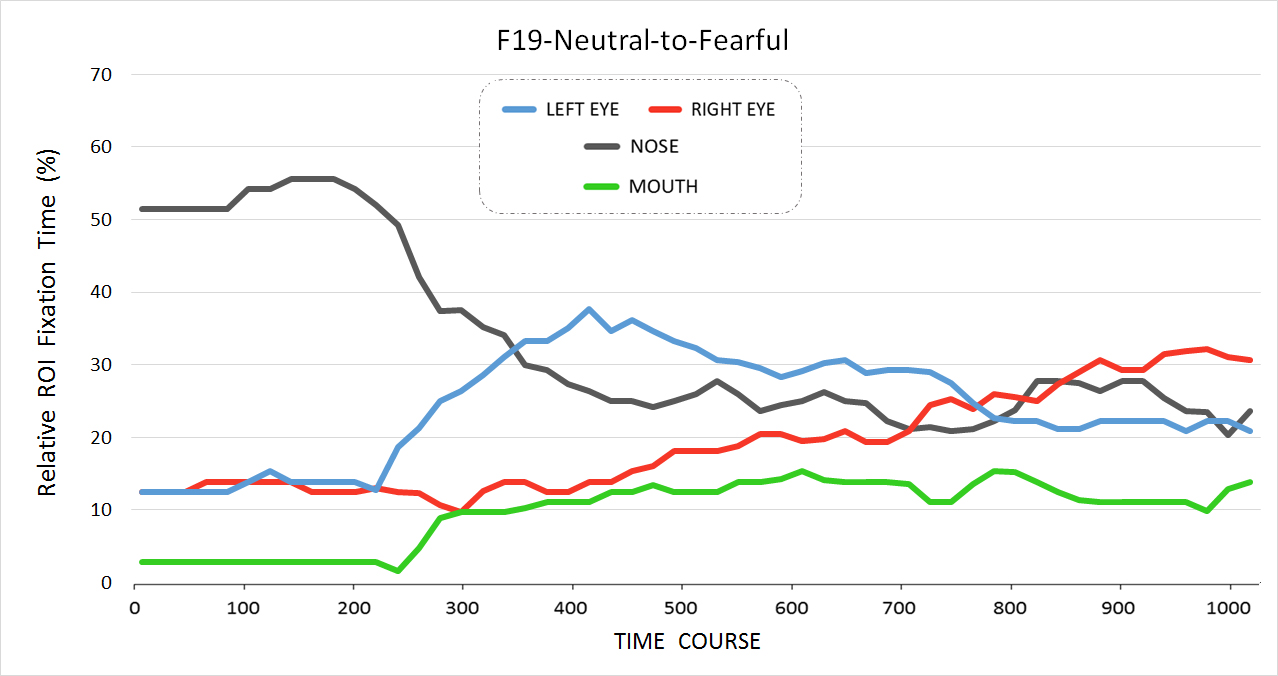 F19-Neutral-to-Fearful
70
60
50
40
30
20
10
0
Relative ROI Fixation Time (%)
LEFT EYE RIGHT EYE
NOSE
MOUTH
0 100 200 300 400 500 600 700 800 900 1000
TIME COURSE